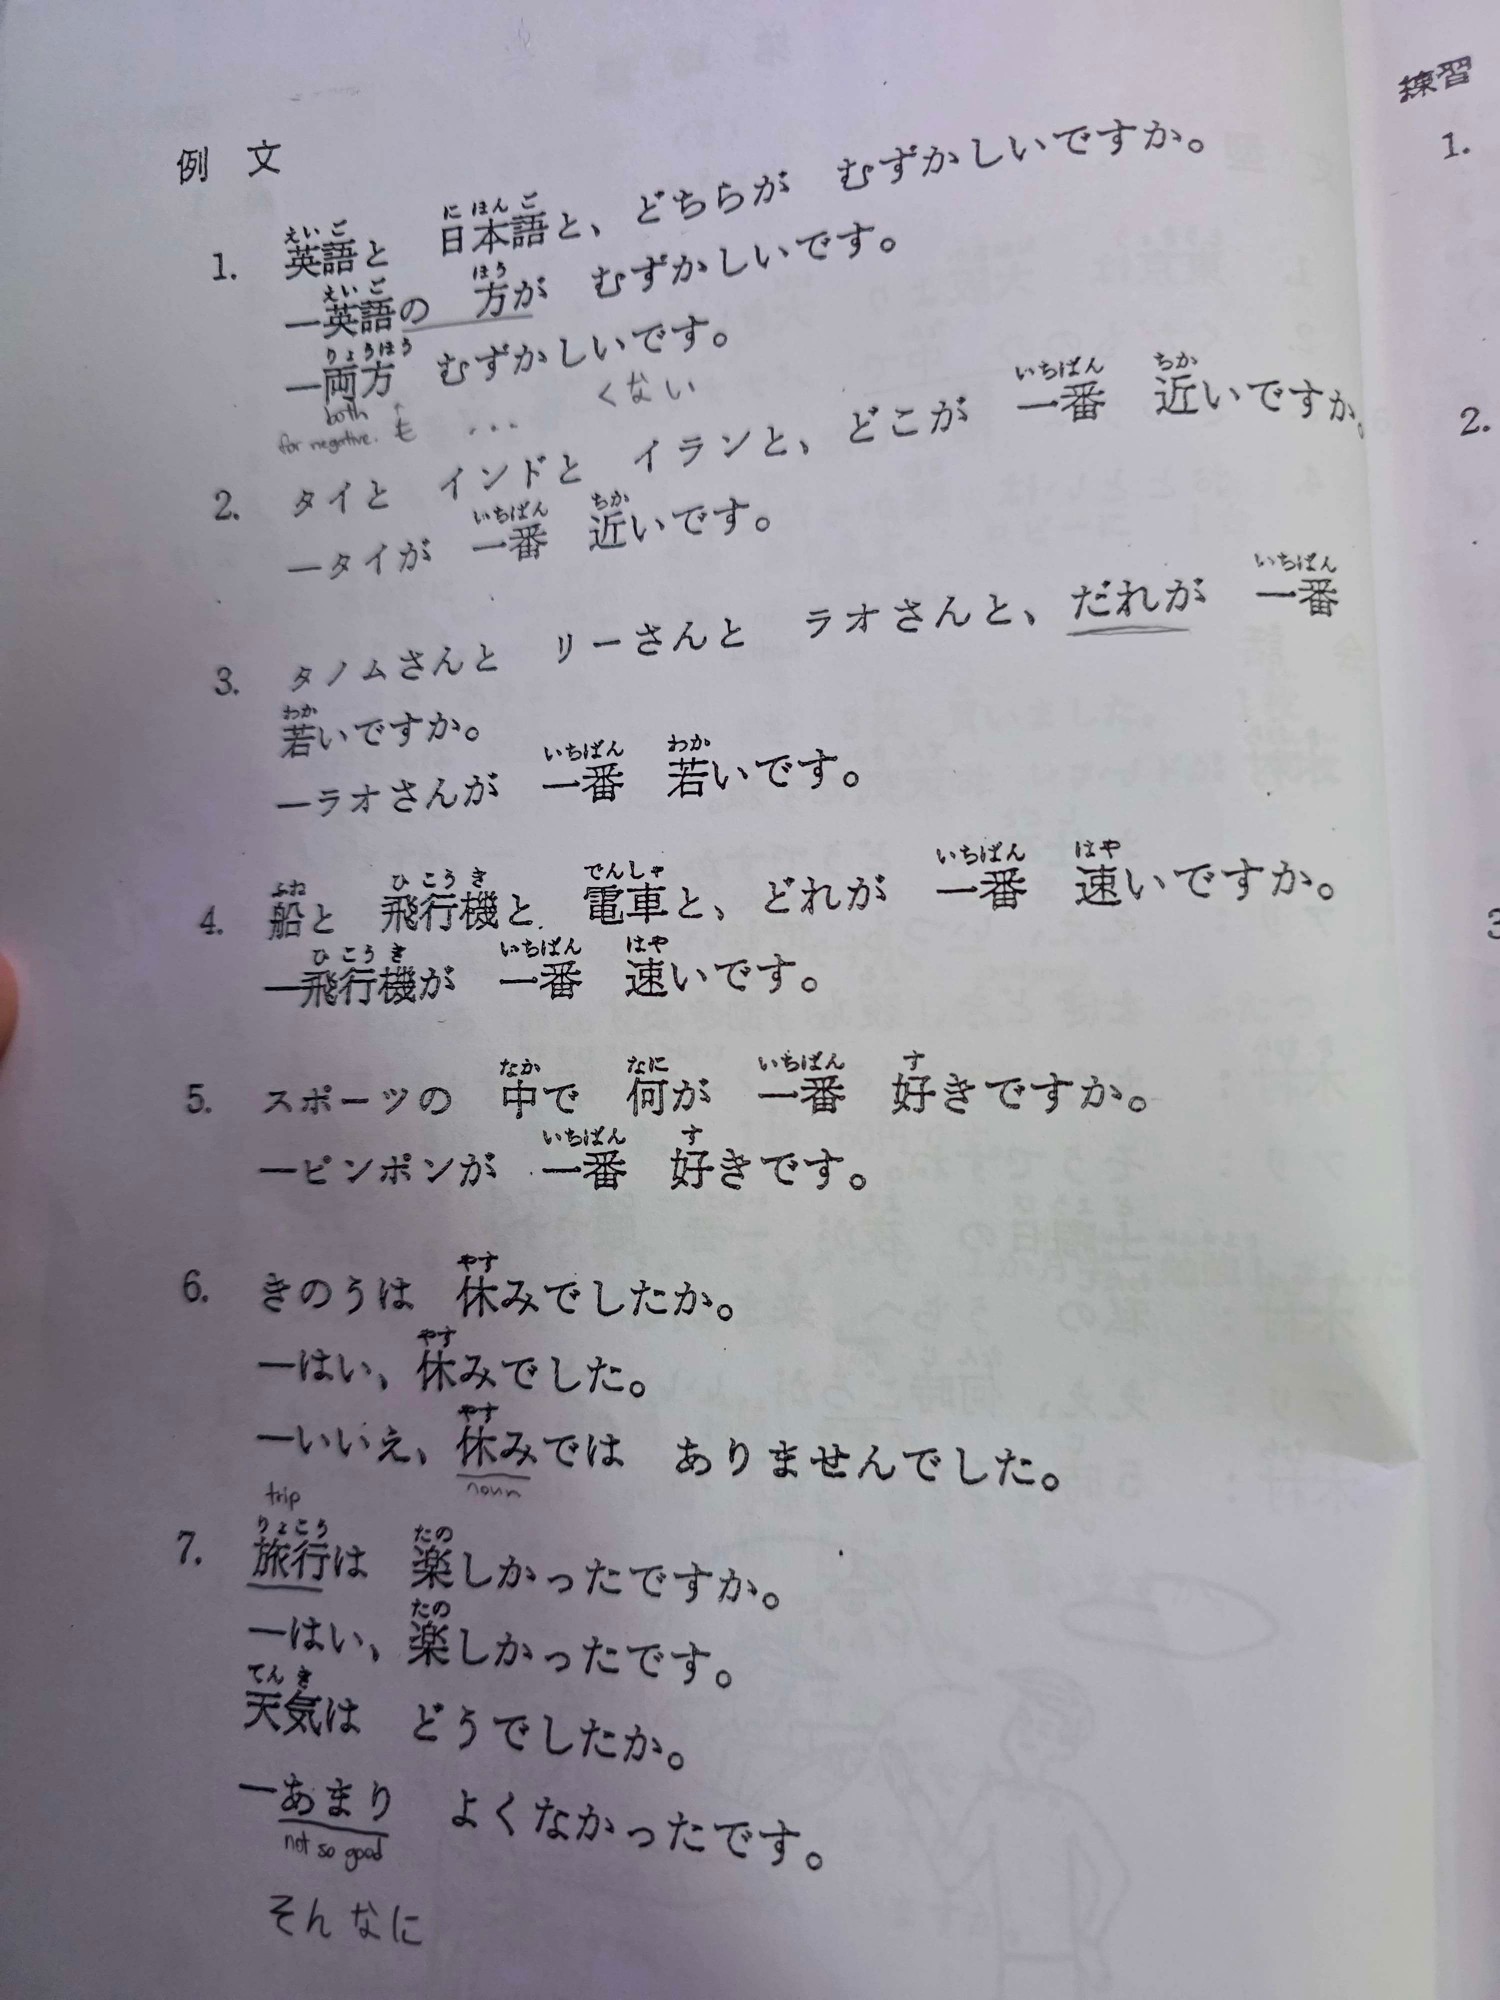 例 文
1. 英語と 日本語と、どちらが むずかしいですか。
—英語の 方が むずかしいです。
—両方 むずかしいです。
both
for negative. も ... くない
2. タイと インドと イランと、どこが 一番 近いですか。
—タイが 一番 近いです。
3. タノムさんと リーさんと ラオさんと、だれが 一番
若いですか。
—ラオさんが 一番 若いです。
4. 船と 飛行機と 電車と、どれが 一番 速いですか。
—飛行機が 一番 速いです。
5. スポーツの 中で 何が 一番 好きですか。
—ピンポンが 一番 好きです。
6. きのうは 休みでしたか。
—はい、休みでした。
—いいえ、休みでは ありませんでした。
noun
trip
7. 旅行は 楽しかったですか。
—はい、楽しかったです。
天気は どうでしたか。
—あまり よくなかったです。
not so good
そんなに
練習
1.
2.
3